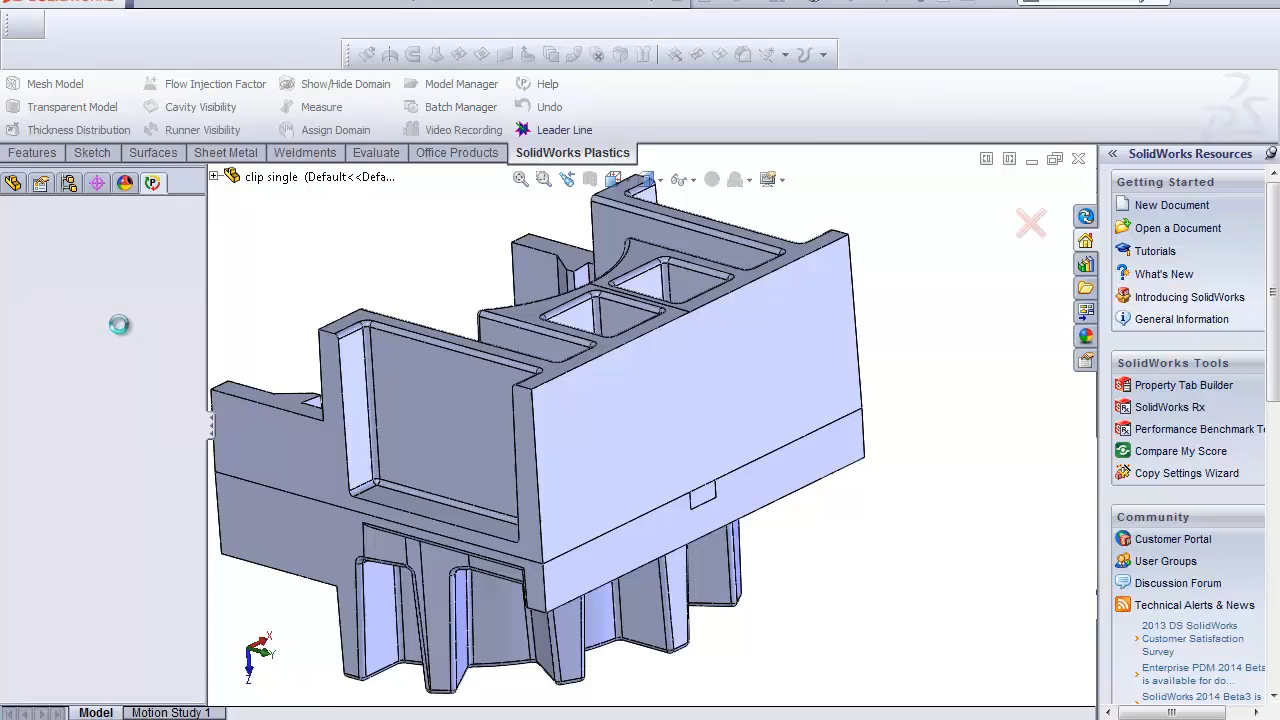 Mesh Model
Flow Injection Factor
Show/Hide Domain
Model Manager
Help
Transparent Model
Cavity Visibility
Measure
Batch Manager
Undo
Thickness Distribution
Runner Visibility
Assign Domain
Video Recording
Leader Line
Features
Sketch
Surfaces
Sheet Metal
Weldments
Evaluate
Office Products
SolidWorks Plastics
clip single (Default<<Defa...
X
Y
Z
Model
Motion Study 1
SolidWorks Resources
Getting Started
New Document
Open a Document
Tutorials
What's New
Introducing SolidWorks
General Information
SolidWorks Tools
Property Tab Builder
SolidWorks Rx
Performance Benchmark Te
Compare My Score
Copy Settings Wizard
Community
Customer Portal
User Groups
Discussion Forum
Technical Alerts & News
2013 DS SolidWorks
Customer Satisfaction
Survey
Enterprise PDM 2014 Beta
is available for do...
SolidWorks 2014 Beta3 is